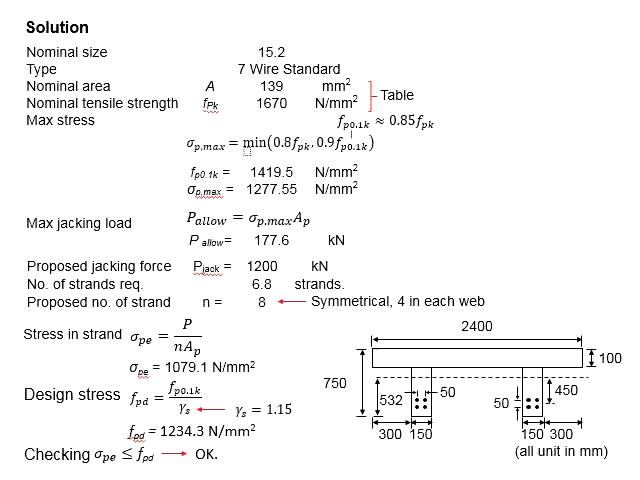 Solution
Nominal size 15.2
Type 7 Wire Standard
Nominal area A 139 mm²
Nominal tensile strength fPk 1670 N/mm² Table
Max stress fp0.1k ≈ 0.85fpk
σp,max = min(0.8fpk, 0.9fp0.1k)
fp0.1k = 1419.5 N/mm²
σp,max = 1277.55 N/mm²
Max jacking load Pallow = σp,maxAp
P allow= 177.6 kN
Proposed jacking force Pjack = 1200 kN
No. of strands req. 6.8 strands.
Proposed no. of strand n = 8 ← Symmetrical, 4 in each web
Stress in strand σpe = P / nAp
σpe = 1079.1 N/mm²
Design stress fpd = fp0.1k / γs ← γs = 1.15
fpd = 1234.3 N/mm²
Checking σpe ≤ fpd → OK.
2400
100
750
532
50
50
450
300 150
150 300
(all unit in mm)